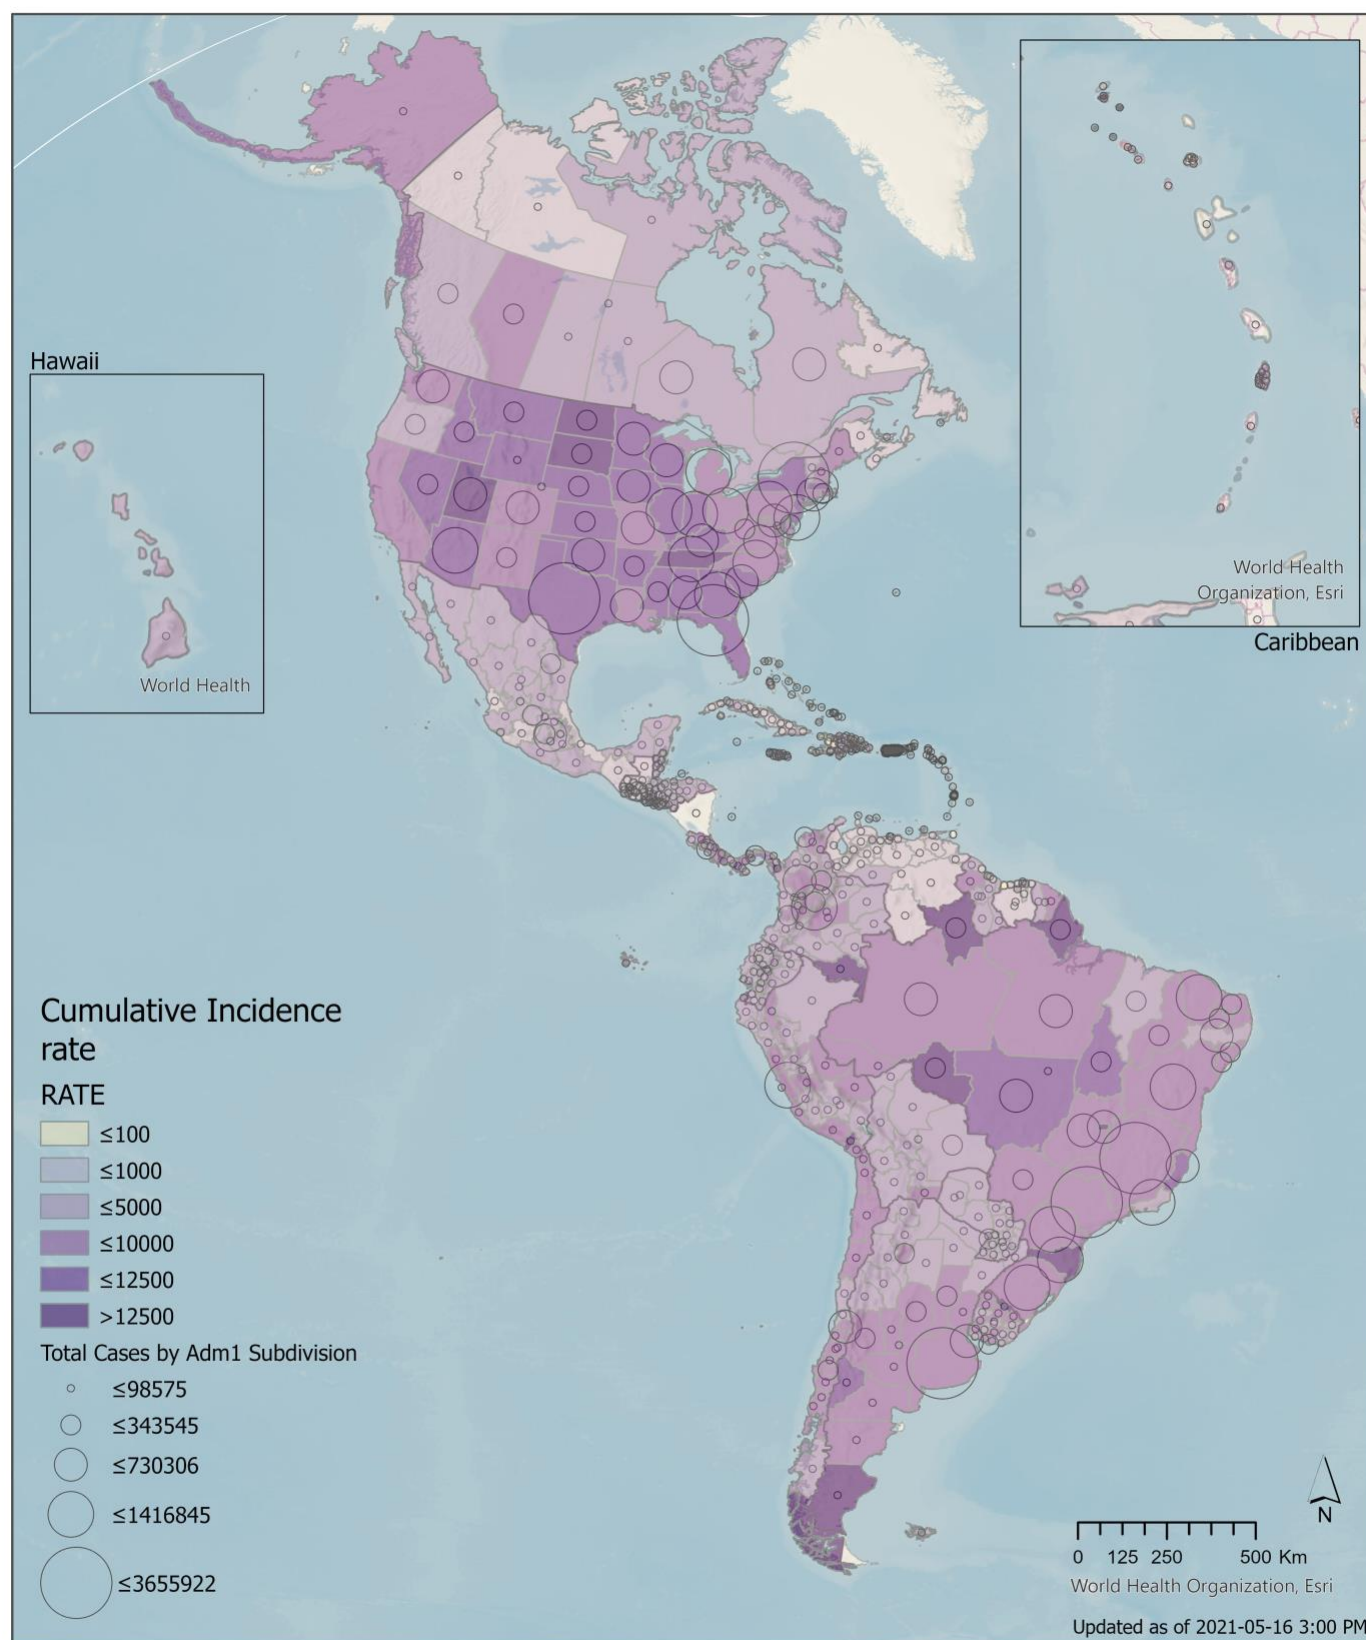 Hawaii
World Health
World Health
Organization, Esri
Caribbean
Cumulative Incidence
rate
RATE
≤100
≤1000
≤5000
≤10000
≤12500
>12500
Total Cases by Adm1 Subdivision
≤98575
≤343545
≤730306
≤1416845
≤3655922
N
0 125 250 500 Km
World Health Organization, Esri
Updated as of 2021-05-16 3:00 PM